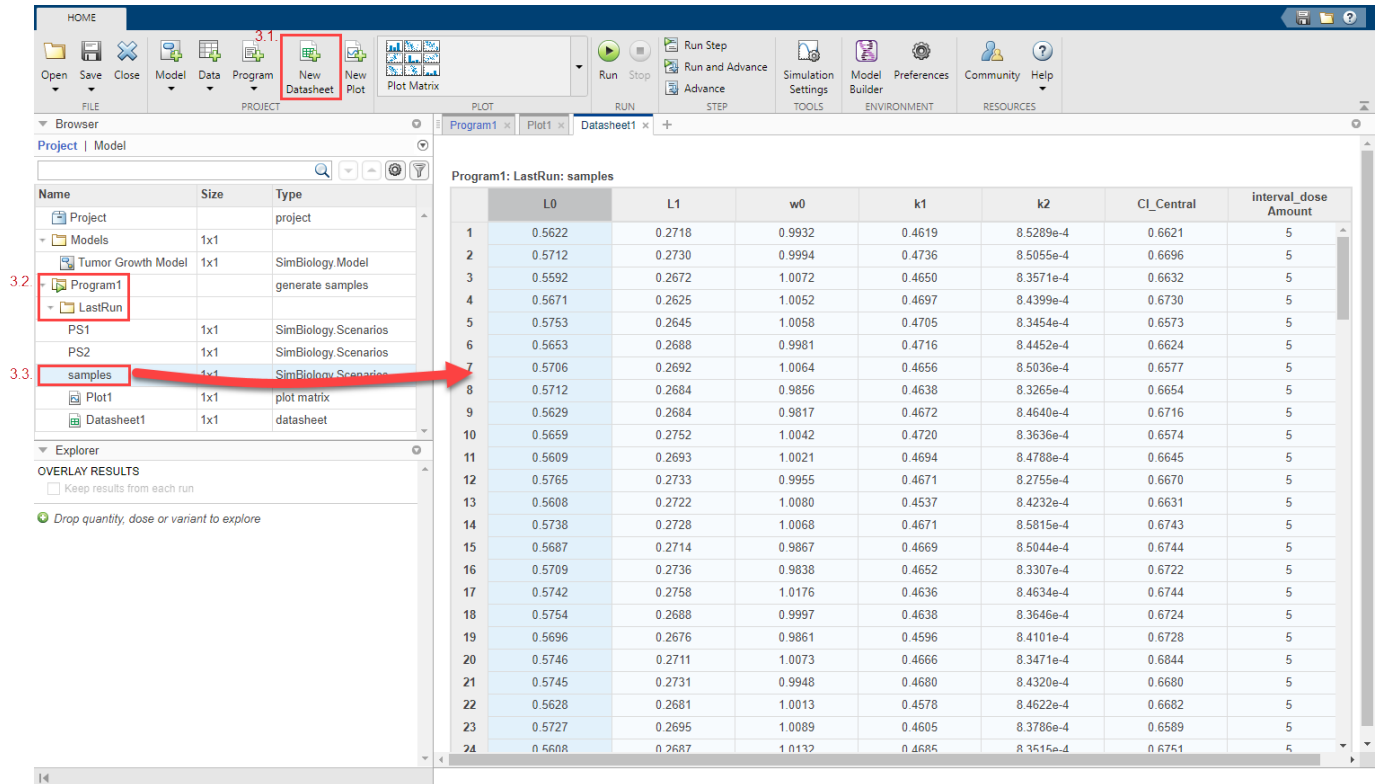 HOME
3.1.
Open Save Close Model Data Program New Datasheet New Plot Plot Matrix Run Stop Run Step Run and Advance Advance Simulation Settings Model Builder Preferences Community Help
FILE PROJECT PLOT RUN STEP TOOLS ENVIRONMENT RESOURCES
Browser
Project | Model
Name Size Type
Project project
Models 1x1
Tumor Growth Model 1x1 SimBiology.Model
3.2. Program1 generate samples
LastRun
PS1 1x1 SimBiology.Scenarios
PS2 1x1 SimBiology.Scenarios
3.3. samples 1x1 SimBiology.Scenarios
Plot1 1x1 plot matrix
Datasheet1 1x1 datasheet
Explorer
OVERLAY RESULTS
Keep results from each run
Drop quantity, dose or variant to explore
Program1 × Plot1 × Datasheet1 × +
Program1: LastRun: samples
L0 L1 w0 k1 k2 Cl_Central interval_dose Amount
1 0.5622 0.2718 0.9932 0.4619 8.5289e-4 0.6621 5
2 0.5712 0.2730 0.9994 0.4736 8.5055e-4 0.6696 5
3 0.5592 0.2672 1.0072 0.4650 8.3571e-4 0.6632 5
4 0.5671 0.2625 1.0052 0.4697 8.4399e-4 0.6730 5
5 0.5753 0.2645 1.0058 0.4705 8.3454e-4 0.6573 5
6 0.5653 0.2688 0.9981 0.4716 8.4452e-4 0.6624 5
7 0.5706 0.2692 1.0064 0.4656 8.5036e-4 0.6577 5
8 0.5712 0.2684 0.9856 0.4638 8.3265e-4 0.6654 5
9 0.5629 0.2684 0.9817 0.4672 8.4640e-4 0.6716 5
10 0.5659 0.2752 1.0042 0.4720 8.3636e-4 0.6574 5
11 0.5609 0.2693 1.0021 0.4694 8.4788e-4 0.6645 5
12 0.5765 0.2733 0.9955 0.4671 8.2755e-4 0.6670 5
13 0.5608 0.2722 1.0080 0.4537 8.4232e-4 0.6631 5
14 0.5738 0.2728 1.0068 0.4671 8.5815e-4 0.6743 5
15 0.5687 0.2714 0.9867 0.4669 8.5044e-4 0.6744 5
16 0.5709 0.2736 0.9838 0.4652 8.3307e-4 0.6722 5
17 0.5742 0.2758 1.0176 0.4636 8.4634e-4 0.6744 5
18 0.5754 0.2688 0.9997 0.4638 8.3646e-4 0.6724 5
19 0.5696 0.2676 0.9861 0.4596 8.4101e-4 0.6728 5
20 0.5746 0.2711 1.0073 0.4666 8.3471e-4 0.6844 5
21 0.5745 0.2731 0.9948 0.4680 8.4320e-4 0.6680 5
22 0.5628 0.2681 1.0013 0.4578 8.4622e-4 0.6682 5
23 0.5727 0.2695 1.0089 0.4605 8.3786e-4 0.6589 5
24 0.5608 0.2687 1.0132 0.4685 8.3515e-4 0.6751 5